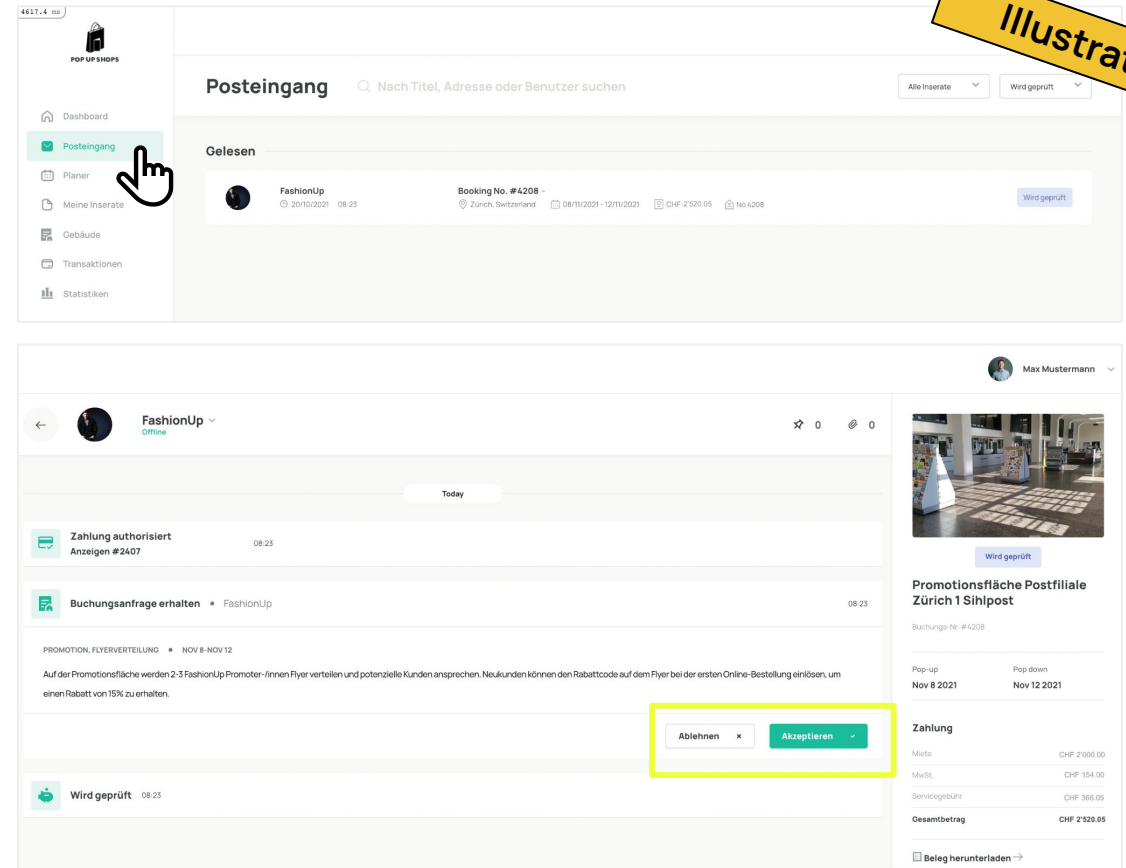 4617.4 ms
Illustrat
POP UP SHOPS
Posteingang
Nach Titel, Adresse oder Benutzer suchen
Alle Inserate
Wird geprüft
Dashboard
Posteingang
Planer
Meine Inserate
Gebäude
Transaktionen
Statistiken
Gelesen
FashionUp
20/10/2021 08:23
Booking No. #4208 -
Zürich, Switzerland 08/11/2021 - 12/11/2021 CHF 2'520.05 No 4208
Wird geprüft
Max Mustermann
FashionUp
Offline
0 0
Today
Zahlung authorisiert 08:23
Anzeigen #2407
Buchungsanfrage erhalten • FashionUp 08:23
PROMOTION, FLYERVERTEILUNG • NOV 8-NOV 12
Auf der Promotionsfläche werden 2-3 FashionUp Promoter-/innen Flyer verteilen und potenzielle Kunden ansprechen. Neukunden können den Rabattcode auf dem Flyer bei der ersten Online-Bestellung einlösen, um
einen Rabatt von 15% zu erhalten.
Ablehnen
Akzeptieren
Wird geprüft 08:23
Wird geprüft
Promotionsfläche Postfiliale
Zürich 1 Sihlpost
Buchungs-Nr. #4208
Pop-up Pop down
Nov 8 2021 Nov 12 2021
Zahlung
Miete CHF 2'000.00
MwSt. CHF 154.00
Servicegebühr CHF 366.05
Gesamtbetrag CHF 2'520.05
Beleg herunterladen →